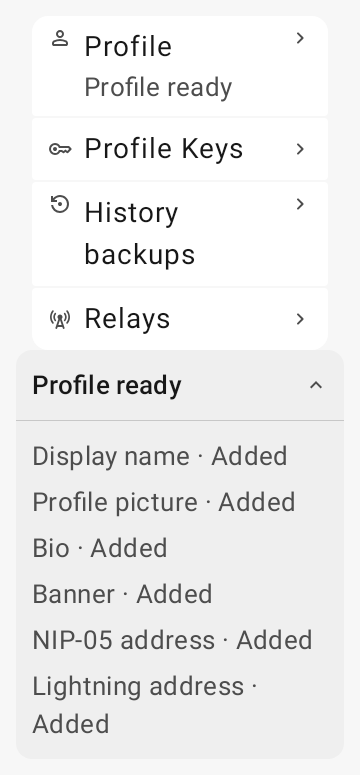 Profile
Profile ready
Profile Keys
History
backups
Relays
Profile ready
Display name · Added
Profile picture · Added
Bio · Added
Banner · Added
NIP-05 address · Added
Lightning address ·
Added